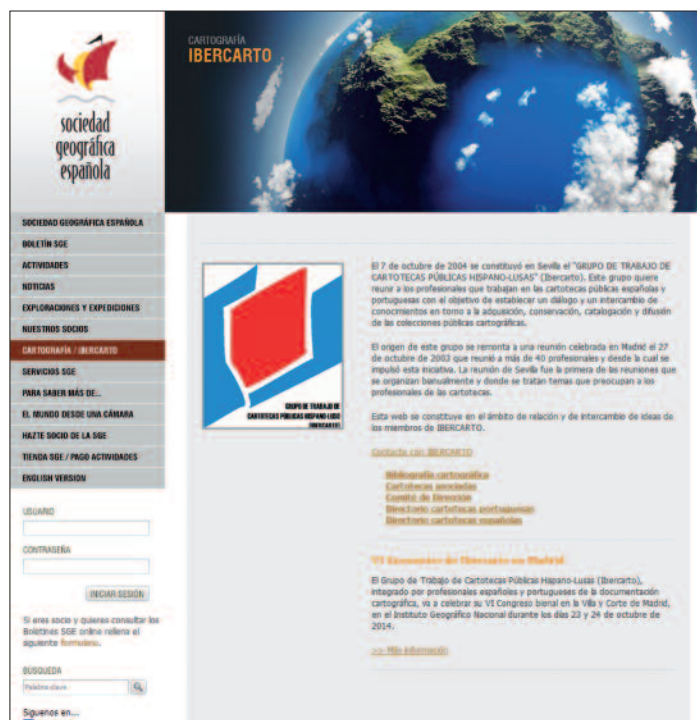 CARTOGRAFÍA
IBERCARTO
sociedad
geográfica
española
SOCIEDAD GEOGRÁFICA ESPAÑOLA
BOLETÍN SGE
ACTIVIDADES
NOTICIAS
EXPLORACIONES Y EXPEDICIONES
NUESTROS SOCIOS
CARTOGRAFÍA / IBERCARTO
SERVICIOS SGE
PARA SABER MÁS DE...
EL MUNDO DESDE UNA CÁMARA
HAZTE SOCIO DE LA SGE
TIENDA SGE / PAGO ACTIVIDADES
ENGLISH VERSION
USUARIO
CONTRASEÑA
INICIAR SESIÓN
Si eres socio y quieres consultar los
Boletines SGE online rellena el
siguiente formulario.
BÚSQUEDA
Palabra clave
Síguenos en...
GRUPO DE TRABAJO DE
CARTOTECAS PÚBLICAS HISPANO-LUSO
(IBERCARTO)
El 7 de octubre de 2004 se constituyó en Sevilla el "GRUPO DE TRABAJO DE
CARTOTECAS PÚBLICAS HISPANO-LUSAS" (Ibercarto). Este grupo quiere
reunir a los profesionales que trabajan en las cartotecas públicas españolas y
portuguesas con el objetivo de establecer un diálogo y un intercambio de
conocimientos en torno a la adquisición, conservación, catalogación y difusión
de las colecciones públicas cartográficas.
El origen de este grupo se remonta a una reunión celebrada en Madrid el 27
de octubre de 2003 que reunió a más de 40 profesionales y desde la cual se
impulsó esta iniciativa. La reunión de Sevilla fue la primera de las reuniones que
se organizan bianualmente y donde se tratan temas que preocupan a los
profesionales de las cartotecas.
Esta web se constituye en el ámbito de relación y de intercambio de ideas de
los miembros de IBERCARTO.
Contacte con IBERCARTO
Bibliografía cartográfica
Cartotecas asociadas
Comité de Dirección
Directorio cartotecas portuguesas
Directorio cartotecas españolas
VI Encuentro de Ibercarto en Madrid
El Grupo de Trabajo de Cartotecas Públicas Hispano-Lusas (Ibercarto),
integrado por profesionales españoles y portugueses de la documentación
cartográfica, va a celebrar su VI Congreso bienal en la Villa y Corte de Madrid,
en el Instituto Geográfico Nacional durante los días 23 y 24 de octubre de
2014.
>> Más información